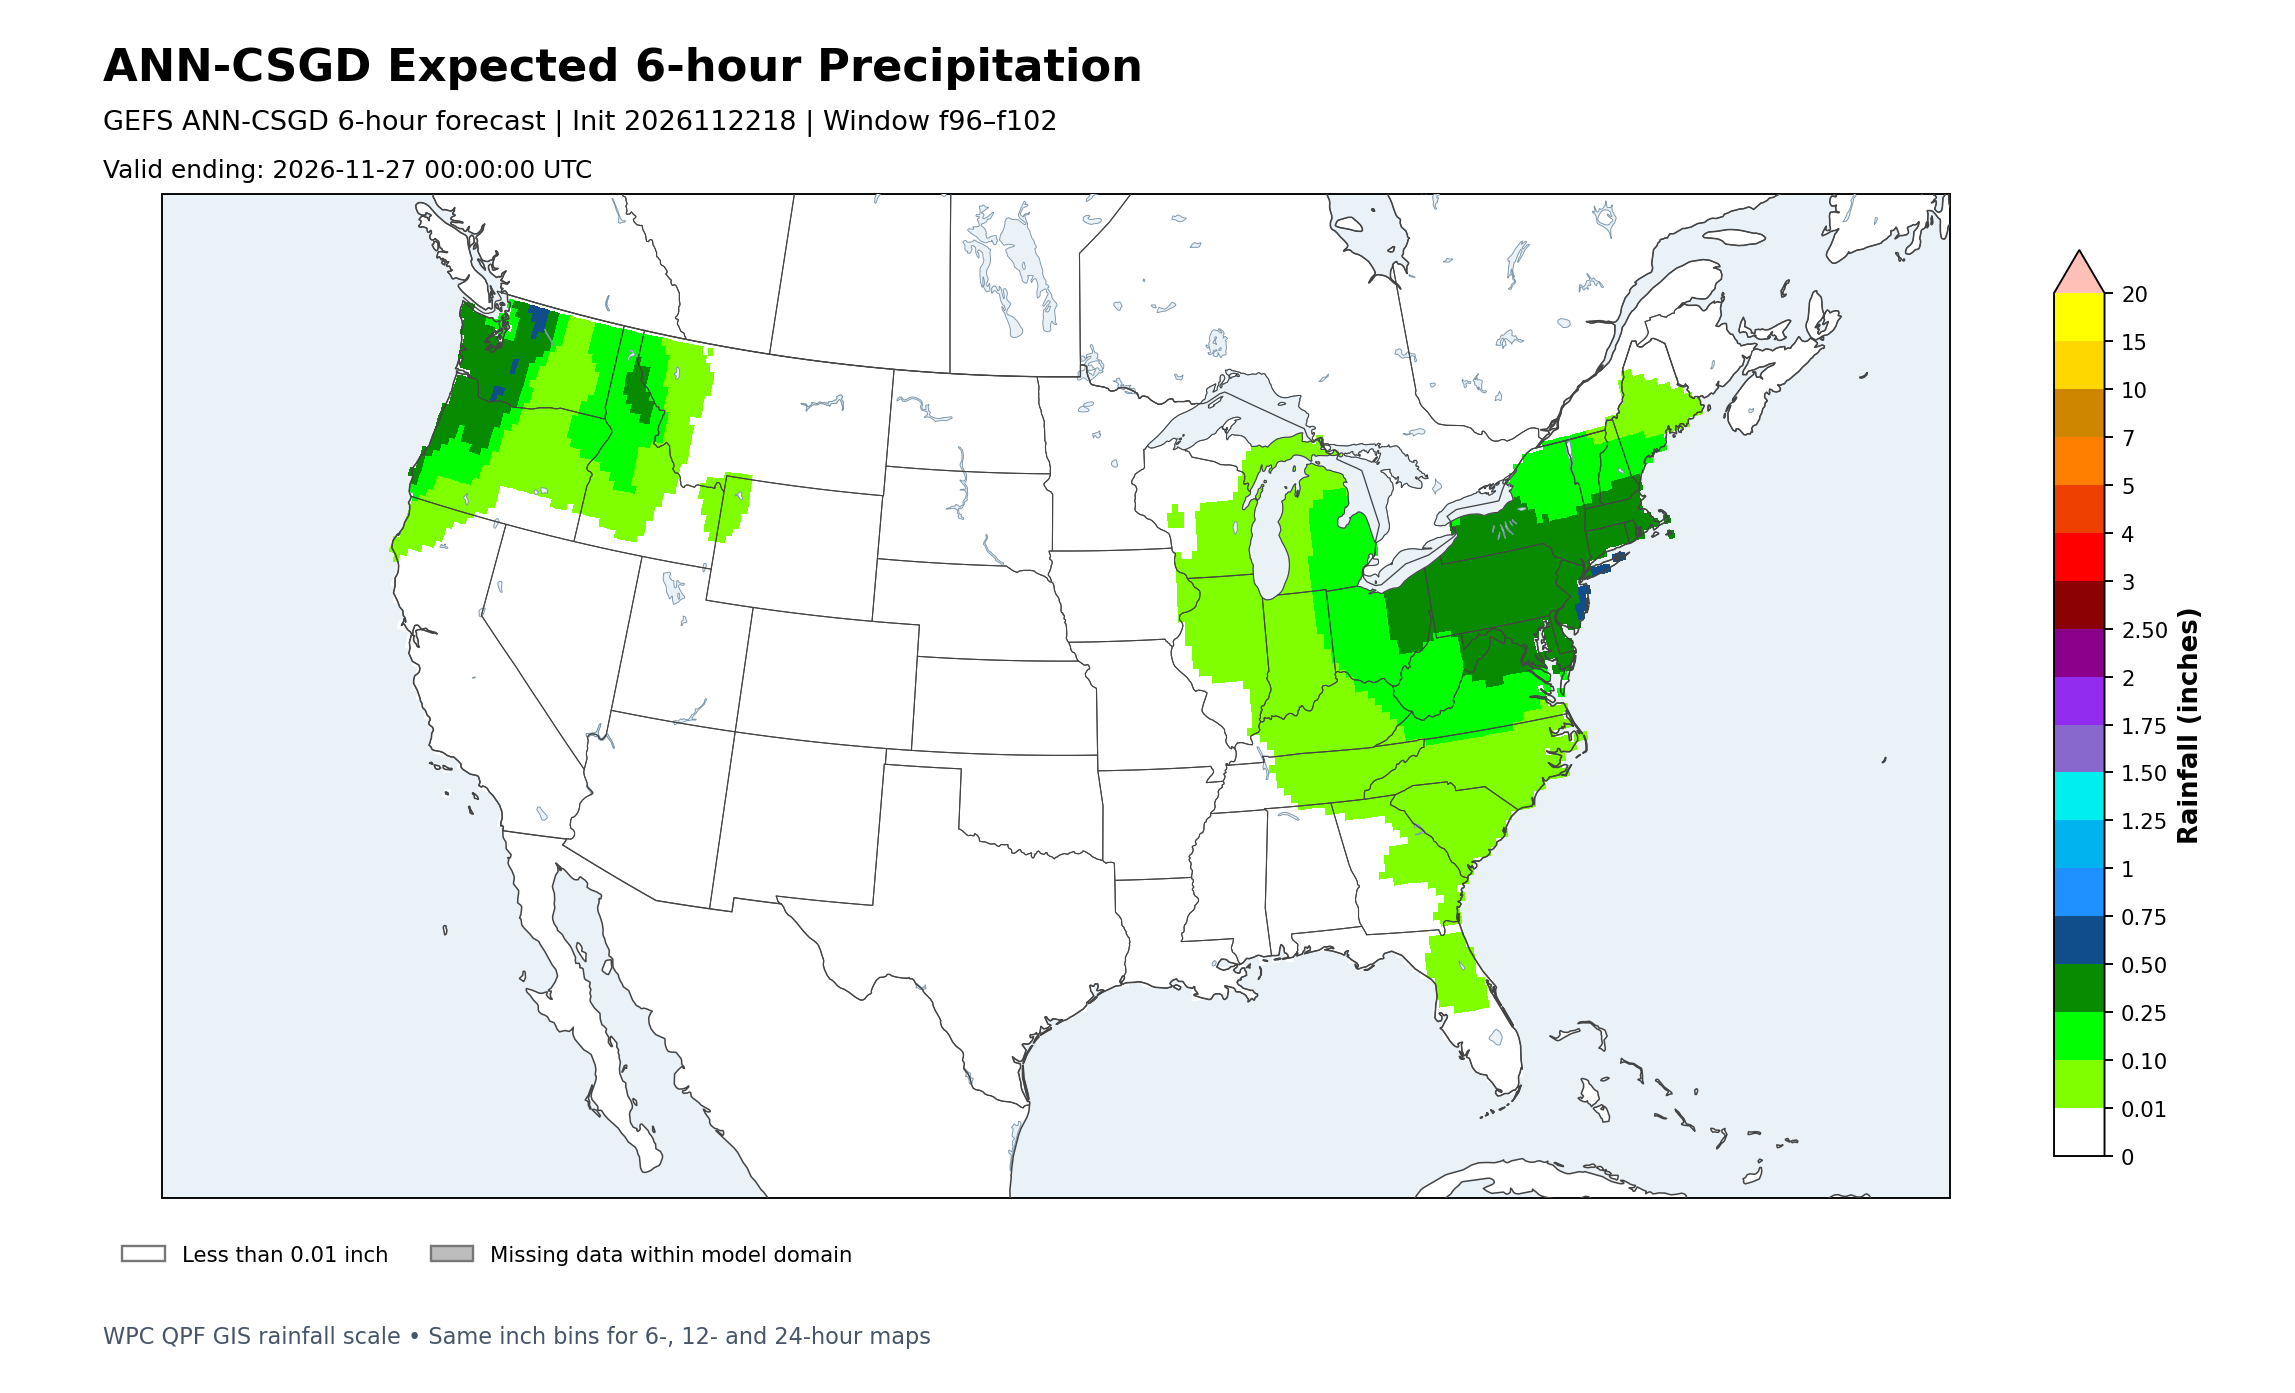 ANN-CSGD Expected 6-hour Precipitation
GEFS ANN-CSGD 6-hour forecast | Init 2026112218 | Window f96–f102
Valid ending: 2026-11-27 00:00:00 UTC
20
15
10
7
5
4
3
2.50
2
1.75
1.50
1.25
1
0.75
0.50
0.25
0.10
0.01
0
Rainfall (inches)
Less than 0.01 inch
Missing data within model domain
WPC QPF GIS rainfall scale • Same inch bins for 6-, 12- and 24-hour maps